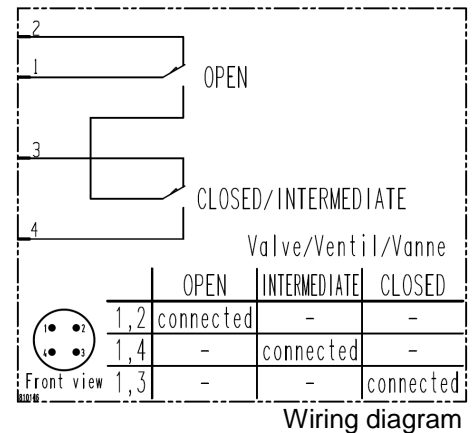 2
1
OPEN
3
CLOSED/INTERMEDIATE
4
Valve/Ventil/Vanne
OPEN INTERMEDIATE CLOSED
1,2 connected - -
1 2
1,4 - connected -
4 3
Front view 1,3 - - connected
810146
Wiring diagram